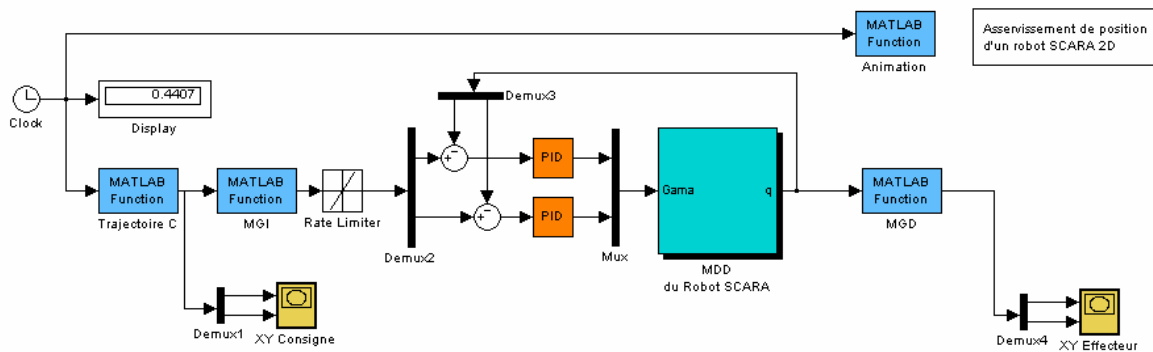 MATLAB
Function
Animation
Asservissement de position
d'un robot SCARA 2D
Clock
0.4407
Display
Demux3
MATLAB
Function
Trajectoire C
MATLAB
Function
MGI
Rate Limiter
Demux2
+
−
+
−
PID
PID
Mux
Gama
q
MDD
du Robot SCARA
MATLAB
Function
MGD
Demux1
XY Consigne
Demux4
XY Effecteur